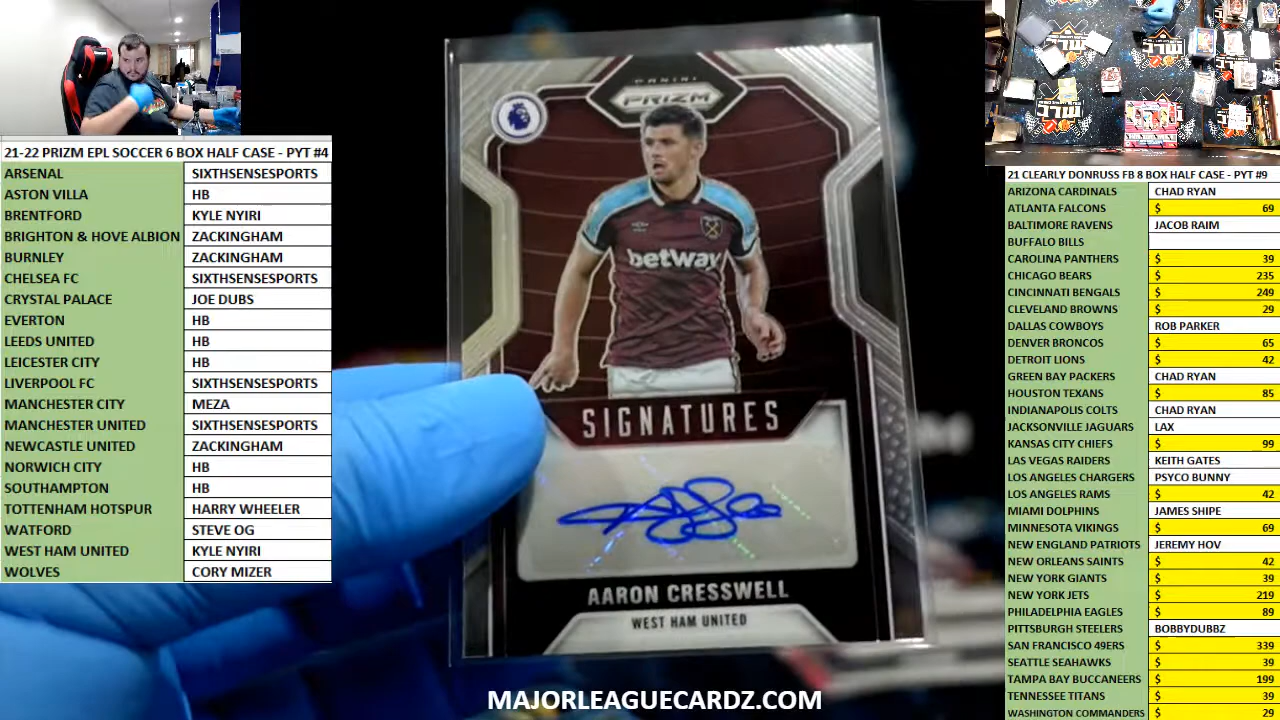 21-22 PRIZM EPL SOCCER 6 BOX HALF CASE - PYT #4
ARSENAL SIXTHSENSESPORTS
ASTON VILLA HB
BRENTFORD KYLE NYIRI
BRIGHTON & HOVE ALBION ZACKINGHAM
BURNLEY ZACKINGHAM
CHELSEA FC SIXTHSENSESPORTS
CRYSTAL PALACE JOE DUBS
EVERTON HB
LEEDS UNITED HB
LEICESTER CITY HB
LIVERPOOL FC SIXTHSENSESPORTS
MANCHESTER CITY MEZA
MANCHESTER UNITED SIXTHSENSESPORTS
NEWCASTLE UNITED ZACKINGHAM
NORWICH CITY HB
SOUTHAMPTON HB
TOTTENHAM HOTSPUR HARRY WHEELER
WATFORD STEVE OG
WEST HAM UNITED KYLE NYIRI
WOLVES CORY MIZER
PANINI
PRIZM
betway
SIGNATURES
AARON CRESSWELL
WEST HAM UNITED
MAJORLEAGUECARDZ.COM
21 CLEARLY DONRUSS FB 8 BOX HALF CASE - PYT #9
ARIZONA CARDINALS CHAD RYAN
ATLANTA FALCONS $ 69
BALTIMORE RAVENS JACOB RAIM
BUFFALO BILLS
CAROLINA PANTHERS $ 39
CHICAGO BEARS $ 235
CINCINNATI BENGALS $ 249
CLEVELAND BROWNS $ 29
DALLAS COWBOYS ROB PARKER
DENVER BRONCOS $ 65
DETROIT LIONS $ 42
GREEN BAY PACKERS CHAD RYAN
HOUSTON TEXANS $ 85
INDIANAPOLIS COLTS CHAD RYAN
JACKSONVILLE JAGUARS LAX
KANSAS CITY CHIEFS $ 99
LAS VEGAS RAIDERS KEITH GATES
LOS ANGELES CHARGERS PSYCO BUNNY
LOS ANGELES RAMS $ 42
MIAMI DOLPHINS JAMES SHIPE
MINNESOTA VIKINGS $ 69
NEW ENGLAND PATRIOTS JEREMY HOV
NEW ORLEANS SAINTS $ 42
NEW YORK GIANTS $ 39
NEW YORK JETS $ 219
PHILADELPHIA EAGLES $ 89
PITTSBURGH STEELERS BOBBYDUBBZ
SAN FRANCISCO 49ERS $ 339
SEATTLE SEAHAWKS $ 39
TAMPA BAY BUCCANEERS $ 199
TENNESSEE TITANS $ 39
WASHINGTON COMMANDERS $ 29